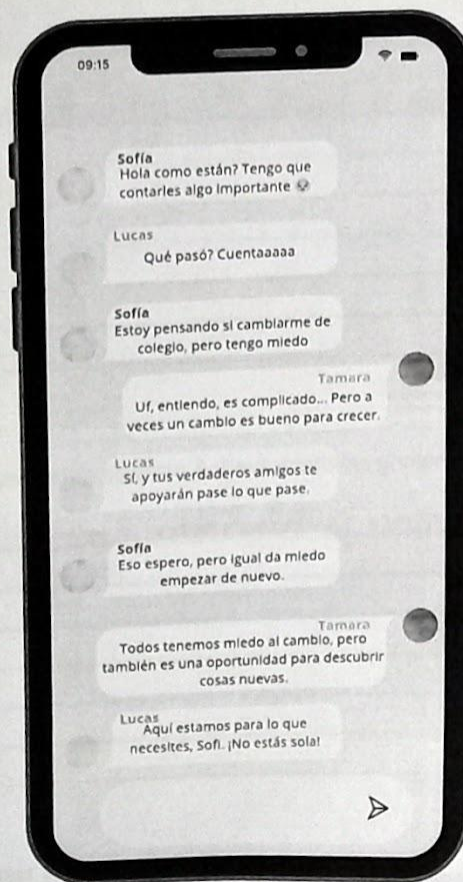 09:15
Sofía
Hola como están? Tengo que
contarles algo importante
Lucas
Qué pasó? Cuentaaaaa
Sofía
Estoy pensando si cambiarme de
colegio, pero tengo miedo
Tamara
Uf, entiendo, es complicado... Pero a
veces un cambio es bueno para crecer.
Lucas
Sí, y tus verdaderos amigos te
apoyarán pase lo que pase.
Sofía
Eso espero, pero igual da miedo
empezar de nuevo.
Tamara
Todos tenemos miedo al cambio, pero
también es una oportunidad para descubrir
cosas nuevas.
Lucas
Aquí estamos para lo que
necesites, Sofi. ¡No estás sola!